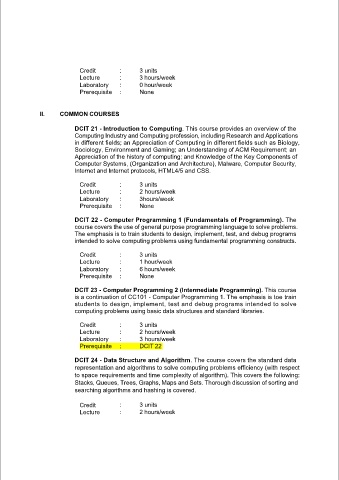 Credit : 3 units
Lecture : 3 hours/week
Laboratory : 0 hour/week
Prerequisite : None
II. COMMON COURSES
DCIT 21 - Introduction to Computing. This course provides an overview of the
Computing Industry and Computing profession, including Research and Applications
in different fields; an Appreciation of Computing in different fields such as Biology,
Sociology. Environment and Gaming; an Understanding of ACM Requirement: an
Appreciation of the history of computing; and Knowledge of the Key Components of
Computer Systems, (Organization and Architecture), Malware, Computer Security,
Internet and Internet protocols, HTML4/5 and CSS.
Credit : 3 units
Lecture : 2 hours/week
Laboratory : 3hours/week
Prerequisite : None
DCIT 22 - Computer Programming 1 (Fundamentals of Programming). The
course covers the use of general purpose programming language to solve problems.
The emphasis is to train students to design, implement, test, and debug programs
intended to solve computing problems using fundamental programming constructs.
Credit : 3 units
Lecture : 1 hour/week
Laboratory : 6 hours/week
Prerequisite : None
DCIT 23 - Computer Programming 2 (Intermediate Programming). This course
is a continuation of CC101 - Computer Programming 1. The emphasis is toe train
students to design, implement, test and debug programs intended to solve
computing problems using basic data structures and standard libraries.
Credit : 3 units
Lecture : 2 hours/week
Laboratory : 3 hours/week
Prerequisite : DCIT 22
DCIT 24 - Data Structure and Algorithm. The course covers the standard data
representation and algorithms to solve computing problems efficiency (with respect
to space requirements and time complexity of algorithm). This covers the following:
Stacks, Queues, Trees, Graphs, Maps and Sets. Thorough discussion of sorting and
searching algorithms and hashing is covered.
Credit : 3 units
Lecture : 2 hours/week